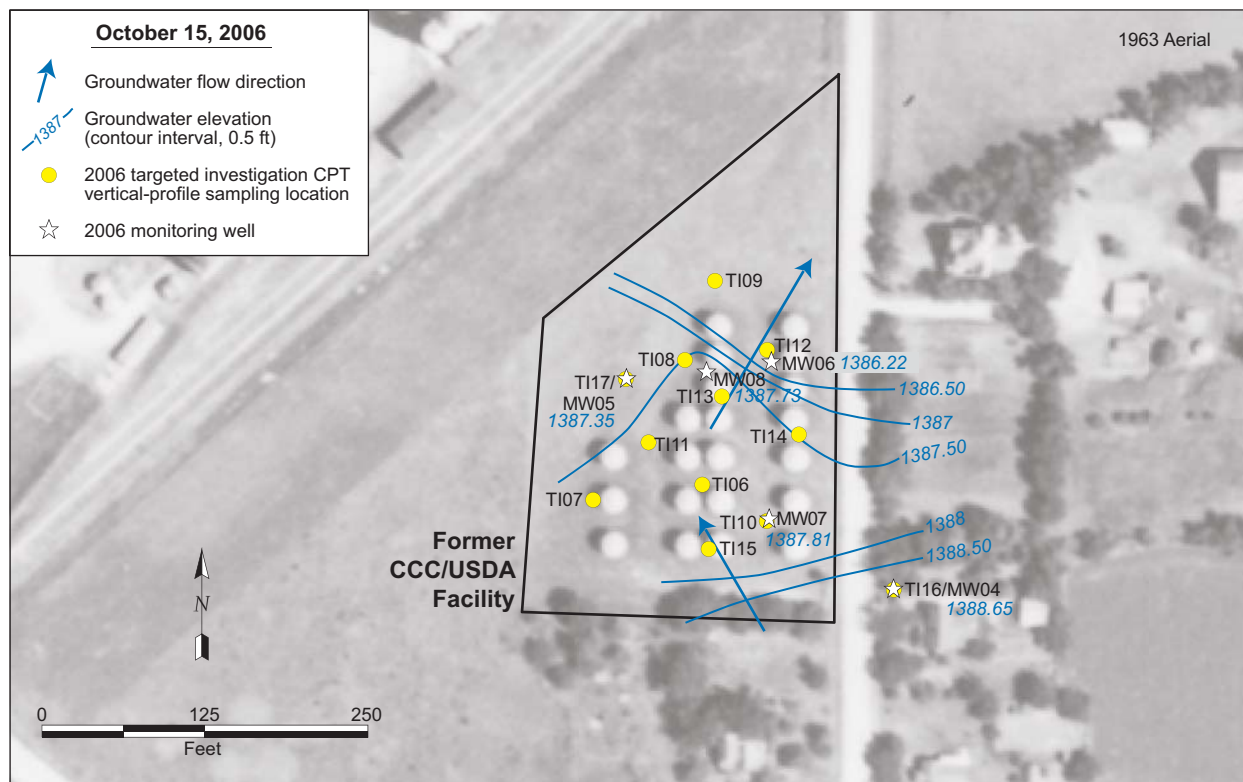 October 15, 2006
Groundwater flow direction
1387
Groundwater elevation
(contour interval, 0.5 ft)
2006 targeted investigation CPT
vertical-profile sampling location
2006 monitoring well
1963 Aerial
TI09
TI12
TI08
MW06 1386.22
MW08
TI17/
MW05
1387.35
TI13
1387.73
1386.50
1387
1387.50
TI14
TI11
TI06
TI07
TI10
MW07
1387.81
TI15
1388
1388.50
TI16/MW04
1388.65
Former
CCC/USDA
Facility
N
0 125 250
Feet